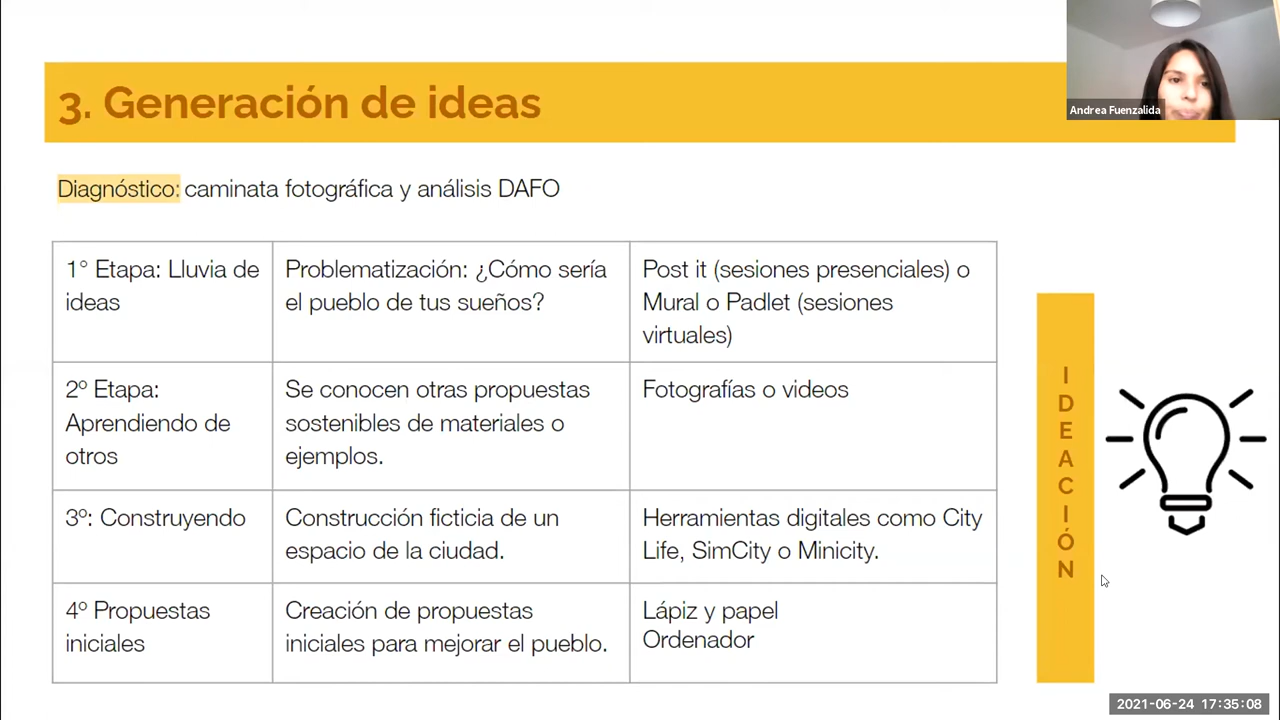 3. Generación de ideas
Andrea Fuenzalida
Diagnóstico: caminata fotográfica y análisis DAFO
1° Etapa: Lluvia de
ideas
Problematización: ¿Cómo sería
el pueblo de tus sueños?
Post it (sesiones presenciales) o
Mural o Padlet (sesiones
virtuales)
2º Etapa:
Aprendiendo de
otros
Se conocen otras propuestas
sostenibles de materiales o
ejemplos.
Fotografías o videos
3º: Construyendo
Construcción ficticia de un
espacio de la ciudad.
Herramientas digitales como City
Life, SimCity o Minicity.
4º Propuestas
iniciales
Creación de propuestas
iniciales para mejorar el pueblo.
Lápiz y papel
Ordenador
IDEACIÓN
2021-06-24 17:35:08